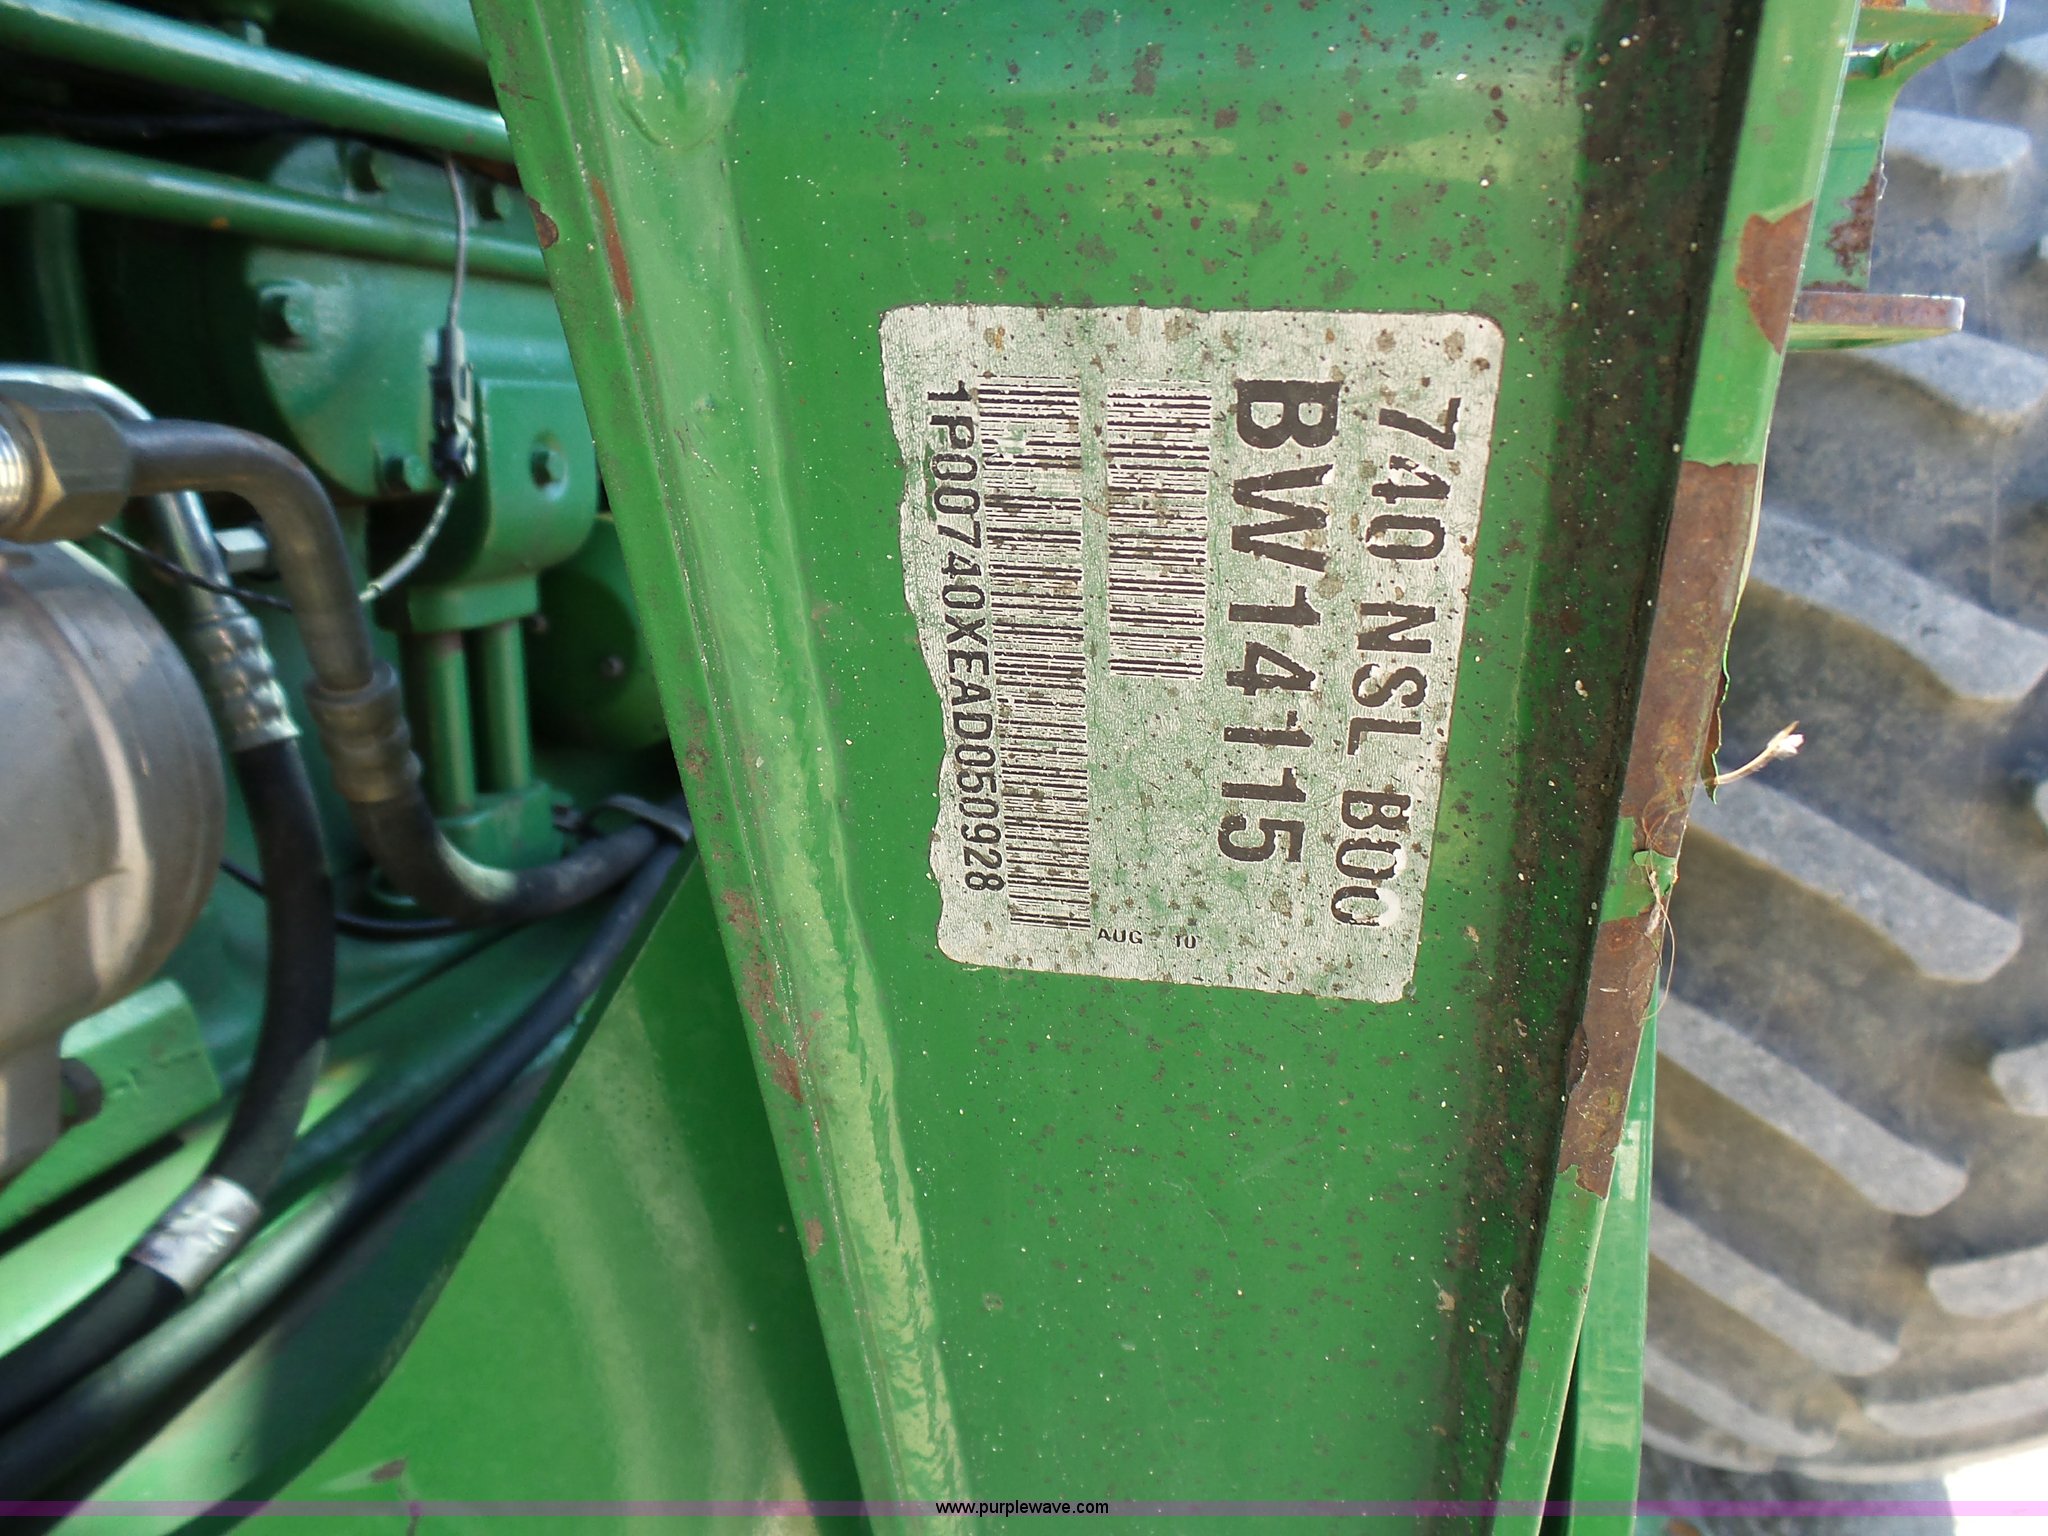 740 NSL B00
BW14115
AUG - 10
1P00740XEAD050928
www.purplewave.com